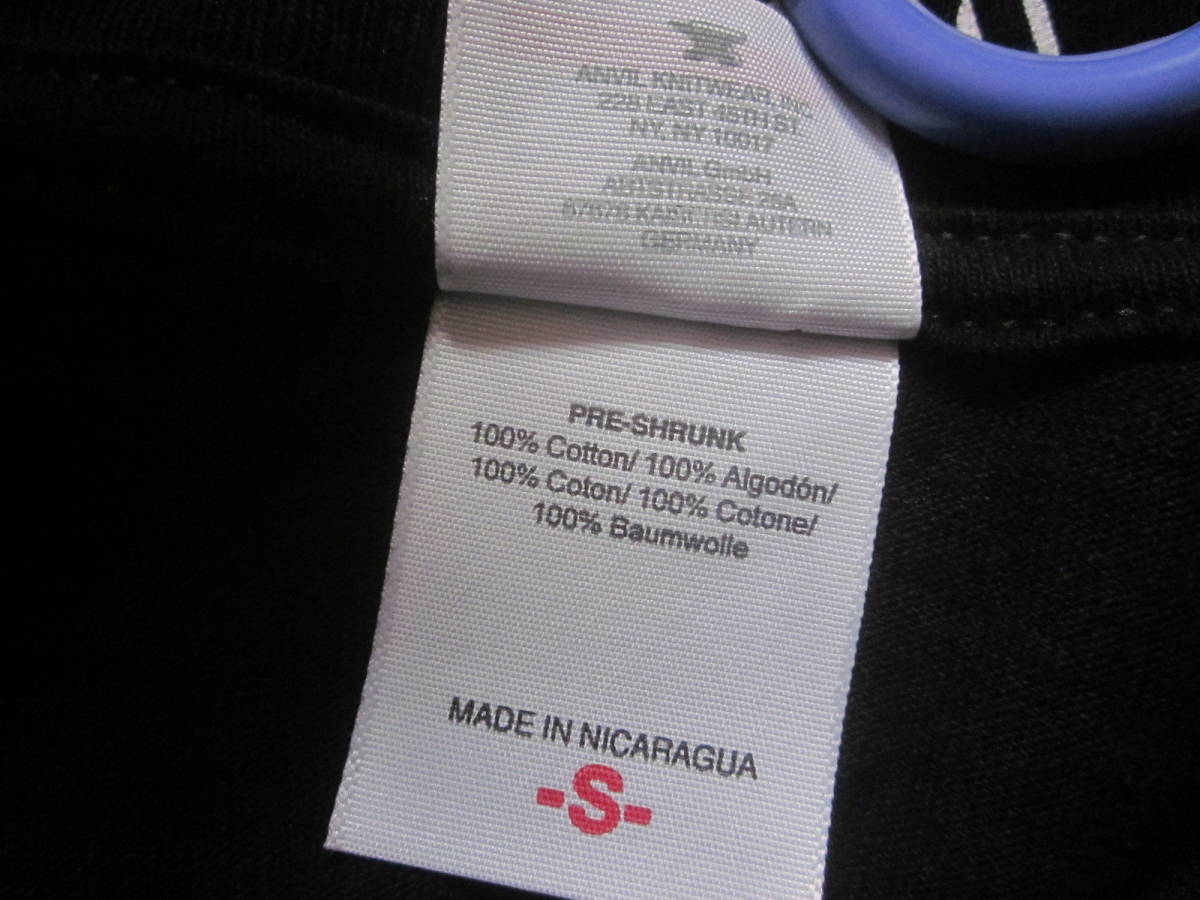 ANVIL KNITWEAR, INC
NY, NY 10017
ANVIL GmbH
GERMANY
PRE-SHRUNK
100% Cotton/ 100% Algodón/
100% Coton/ 100% Cotone/
100% Baumwolle
MADE IN NICARAGUA
-S-